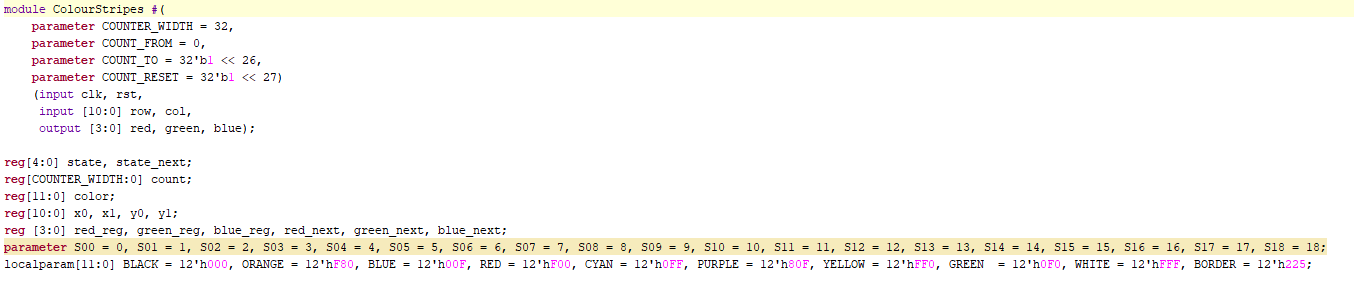 module ColourStripes #(
parameter COUNTER_WIDTH = 32,
parameter COUNT_FROM = 0,
parameter COUNT_TO = 32'b1 << 26,
parameter COUNT_RESET = 32'b1 << 27)
(input clk, rst,
input [10:0] row, col,
output [3:0] red, green, blue);
reg[4:0] state, state_next;
reg[COUNTER_WIDTH:0] count;
reg[11:0] color;
reg[10:0] x0, x1, y0, y1;
reg [3:0] red_reg, green_reg, blue_reg, red_next, green_next, blue_next;
parameter S00 = 0, S01 = 1, S02 = 2, S03 = 3, S04 = 4, S05 = 5, S06 = 6, S07 = 7, S08 = 8, S09 = 9, S10 = 10, S11 = 11, S12 = 12, S13 = 13, S14 = 14, S15 = 15, S16 = 16, S17 = 17, S18 = 18;
localparam[11:0] BLACK = 12'h000, ORANGE = 12'hF80, BLUE = 12'h00F, RED = 12'hF00, CYAN = 12'h0FF, PURPLE = 12'h80F, YELLOW = 12'hFF0, GREEN  = 12'h0F0, WHITE = 12'hFFF, BORDER = 12'h225;